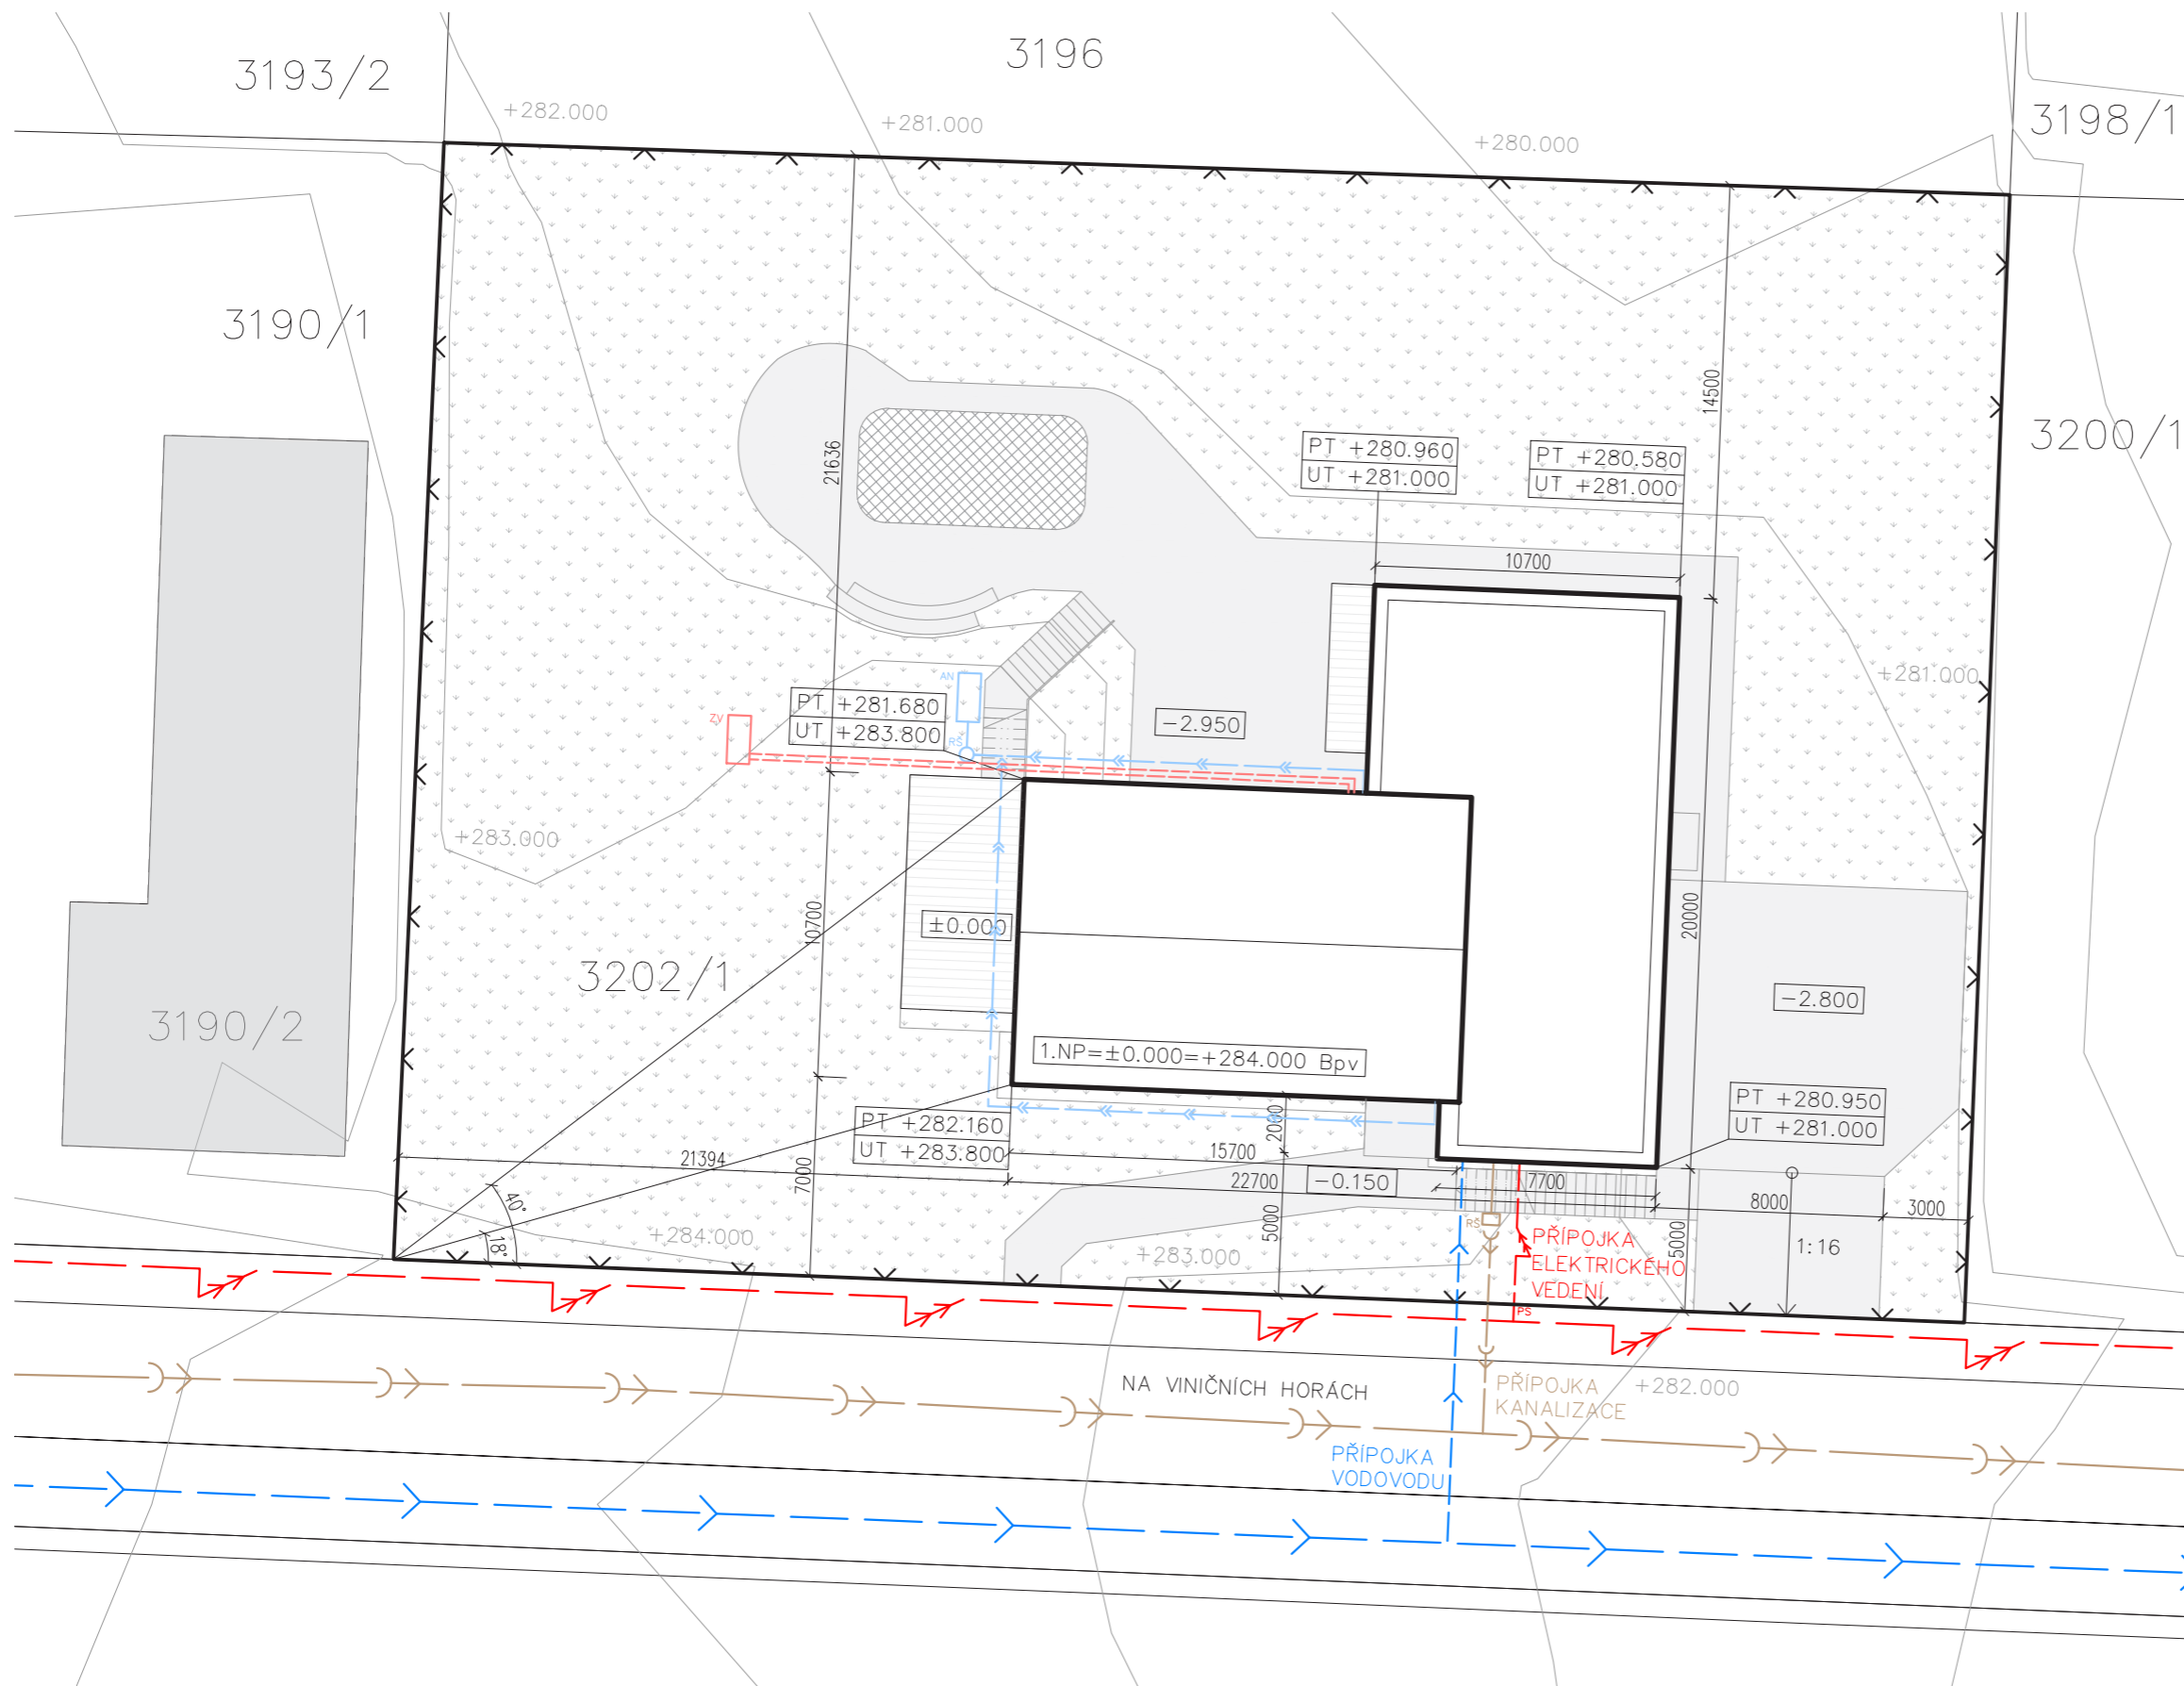 3193/2
3196
3198/1
+282.000
+281.000
+280.000
3190/1
3200/1
14500
21636
PT +280.960
UT +281.000
PT +280.580
UT +281.000
10700
+281.000
AN
ZV
RŠ
PT +281.680
UT +283.800
-2.950
+283.000
10700
±0.000
20000
3202/1
-2.800
3190/2
1.NP=±0.000=+284.000 Bpv
PT +280.950
UT +281.000
PT +282.160
UT +283.800
2000
21394
7000
15700
22700
-0.150
7700
8000
3000
40°
18°
+284.000
5000
+283.000
RŠ
PŘÍPOJKA
ELEKTRICKÉHO
VEDENÍ
5000
1:16
PS
NA VINIČNÍCH HORÁCH
PŘÍPOJKA
KANALIZACE
+282.000
PŘÍPOJKA
VODOVODU